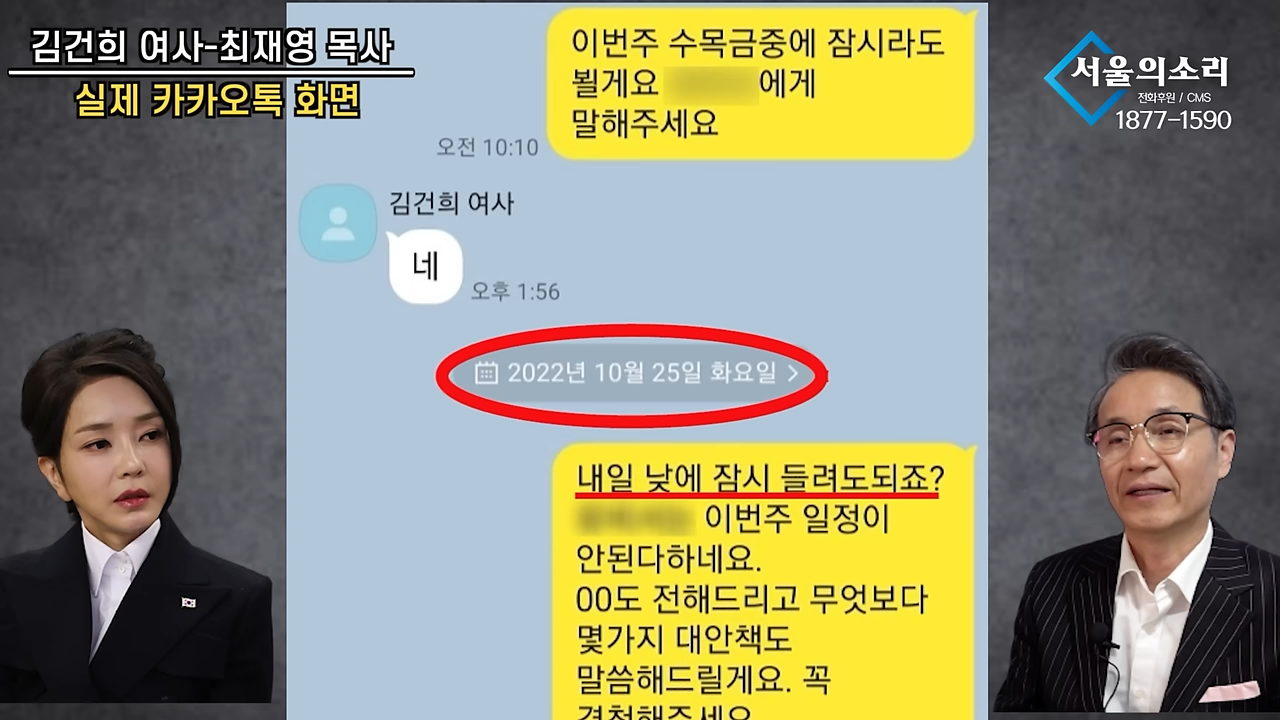 김건희 여사-최재영 목사
실제 카카오톡 화면
서울의소리
전화후원 / CMS
1877-1590
이번주 수목금중에 잠시라도
뵐게요 에게
말해주세요
오전 10:10
김건희 여사
네
오후 1:56
2022년 10월 25일 화요일 >
내일 낮에 잠시 들려도되죠?
이번주 일정이
안된다하네요.
00도 전해드리고 무엇보다
몇가지 대안책도
말씀해드릴게요. 꼭